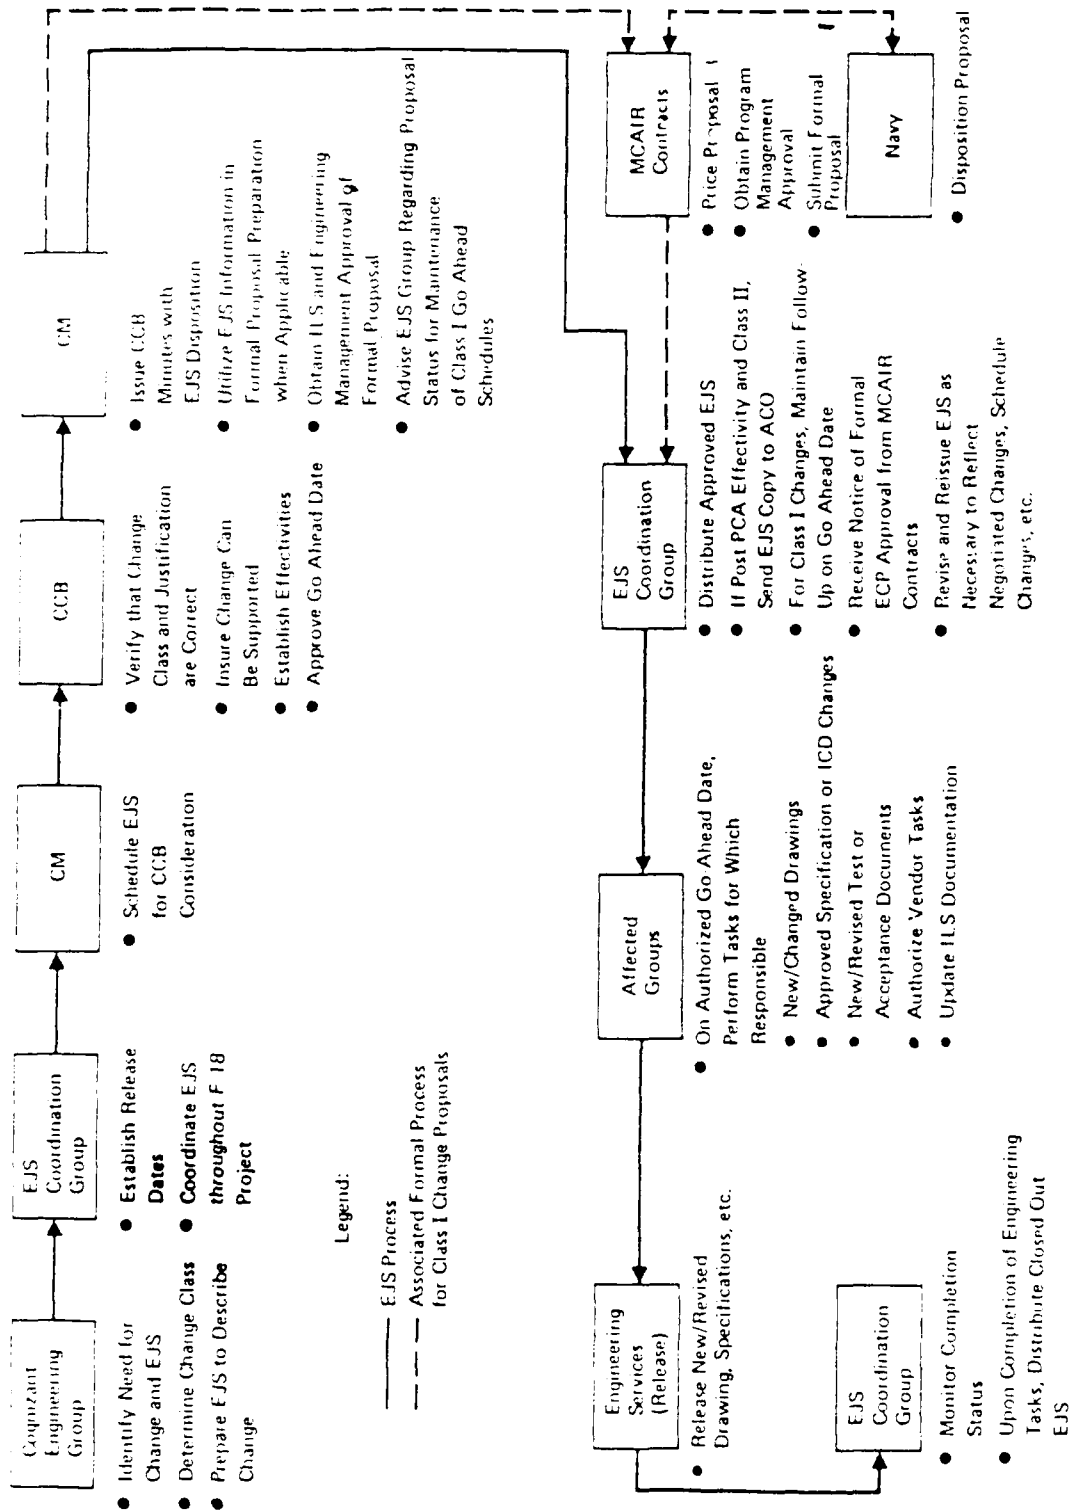 Cognizant
Engineering
Group
● Identify Need for
Change and EJS
● Determine Change Class
● Prepare EJS to Describe
Change
EJS
Coordination
Group
● Establish Release
Dates
● Coordinate EJS
throughout F 18
Project
CM
● Schedule EJS
for CCB
Consideration
CCB
● Verify that Change
Class and Justification
are Correct
● Insure Change Can
Be Supported
● Establish Effectivities
● Approve Go Ahead Date
CM
● Issue CCB
Minutes with
EJS Disposition
● Utilize EJS Information in
Formal Proposal Preparation
when Applicable
● Obtain ILS and Engineering
Management Approval of
Formal Proposal
● Advise EJS Group Regarding Proposal
Status for Maintenance
of Class I Go Ahead
Schedules
Legend:
EJS Process
Associated Formal Process
for Class I Change Proposals
MCAIR
Contracts
● Price Proposal
● Obtain Program
Management
Approval
● Submit Formal
Proposal
Navy
● Disposition Proposal
EJS
Coordination
Group
● Distribute Approved EJS
● If Post PCA Effectivity and Class II,
Send EJS Copy to ACO
● For Class I Changes, Maintain Follow-
Up on Go Ahead Date
● Receive Notice of Formal
ECP Approval from MCAIR
Contracts
● Revise and Reissue EJS as
Necessary to Reflect
Negotiated Changes, Schedule
Changes, etc.
Affected
Groups
● On Authorized Go-Ahead Date,
Perform Tasks for Which
Responsible
● New/Changed Drawings
● Approved Specification or ICD Changes
● New/Revised Test or
Acceptance Documents
● Authorize Vendor Tasks
● Update ILS Documentation
Engineering
Services
(Release)
● Release New/Revised
Drawing, Specifications, etc.
EJS
Coordination
Group
● Monitor Completion
Status
● Upon Completion of Engineering
Tasks, Distribute Closed Out
EJS